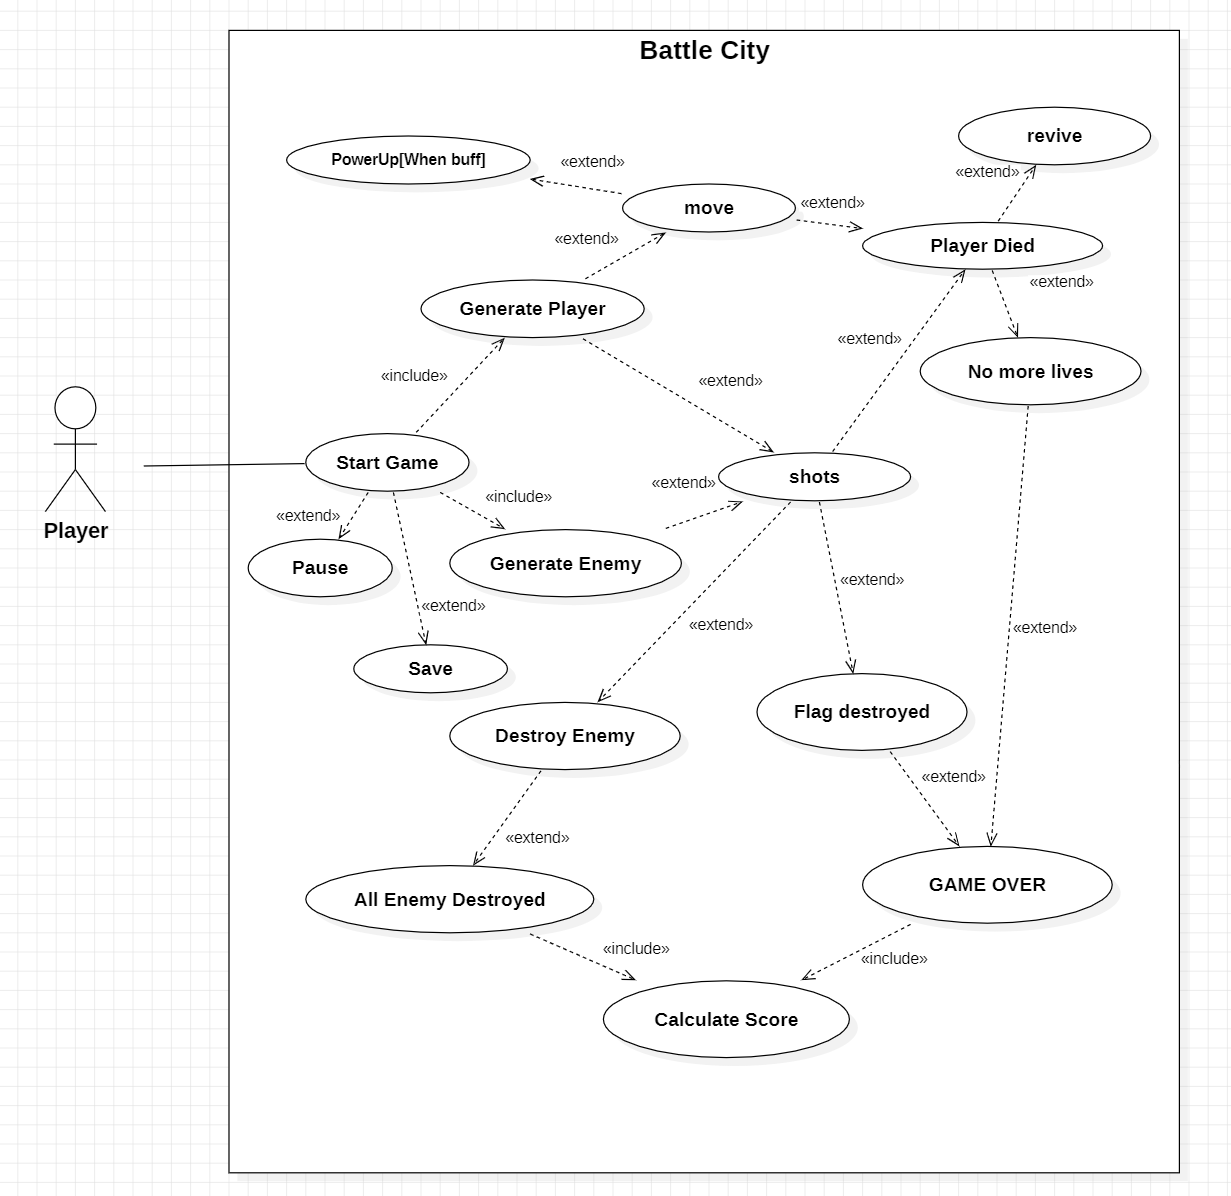 Battle City
revive
PowerUp[When buff]
«extend»
«extend»
move
«extend»
«extend»
Player Died
«extend»
Generate Player
«extend»
No more lives
«include»
«extend»
Start Game
shots
«extend»
«include»
«extend»
Player
Pause
Generate Enemy
«extend»
«extend»
«extend»
«extend»
Save
Flag destroyed
Destroy Enemy
«extend»
«extend»
GAME OVER
All Enemy Destroyed
«include»
«include»
Calculate Score